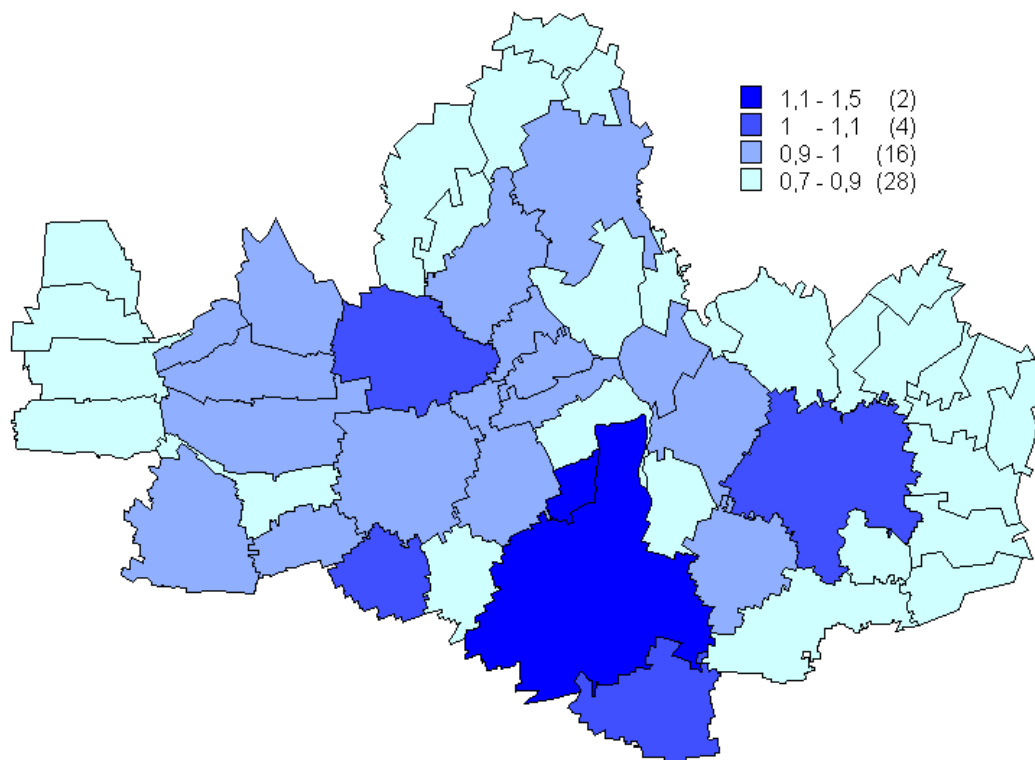 1,1 - 1,5 (2)
1 - 1,1 (4)
0,9 - 1 (16)
0,7 - 0,9 (28)